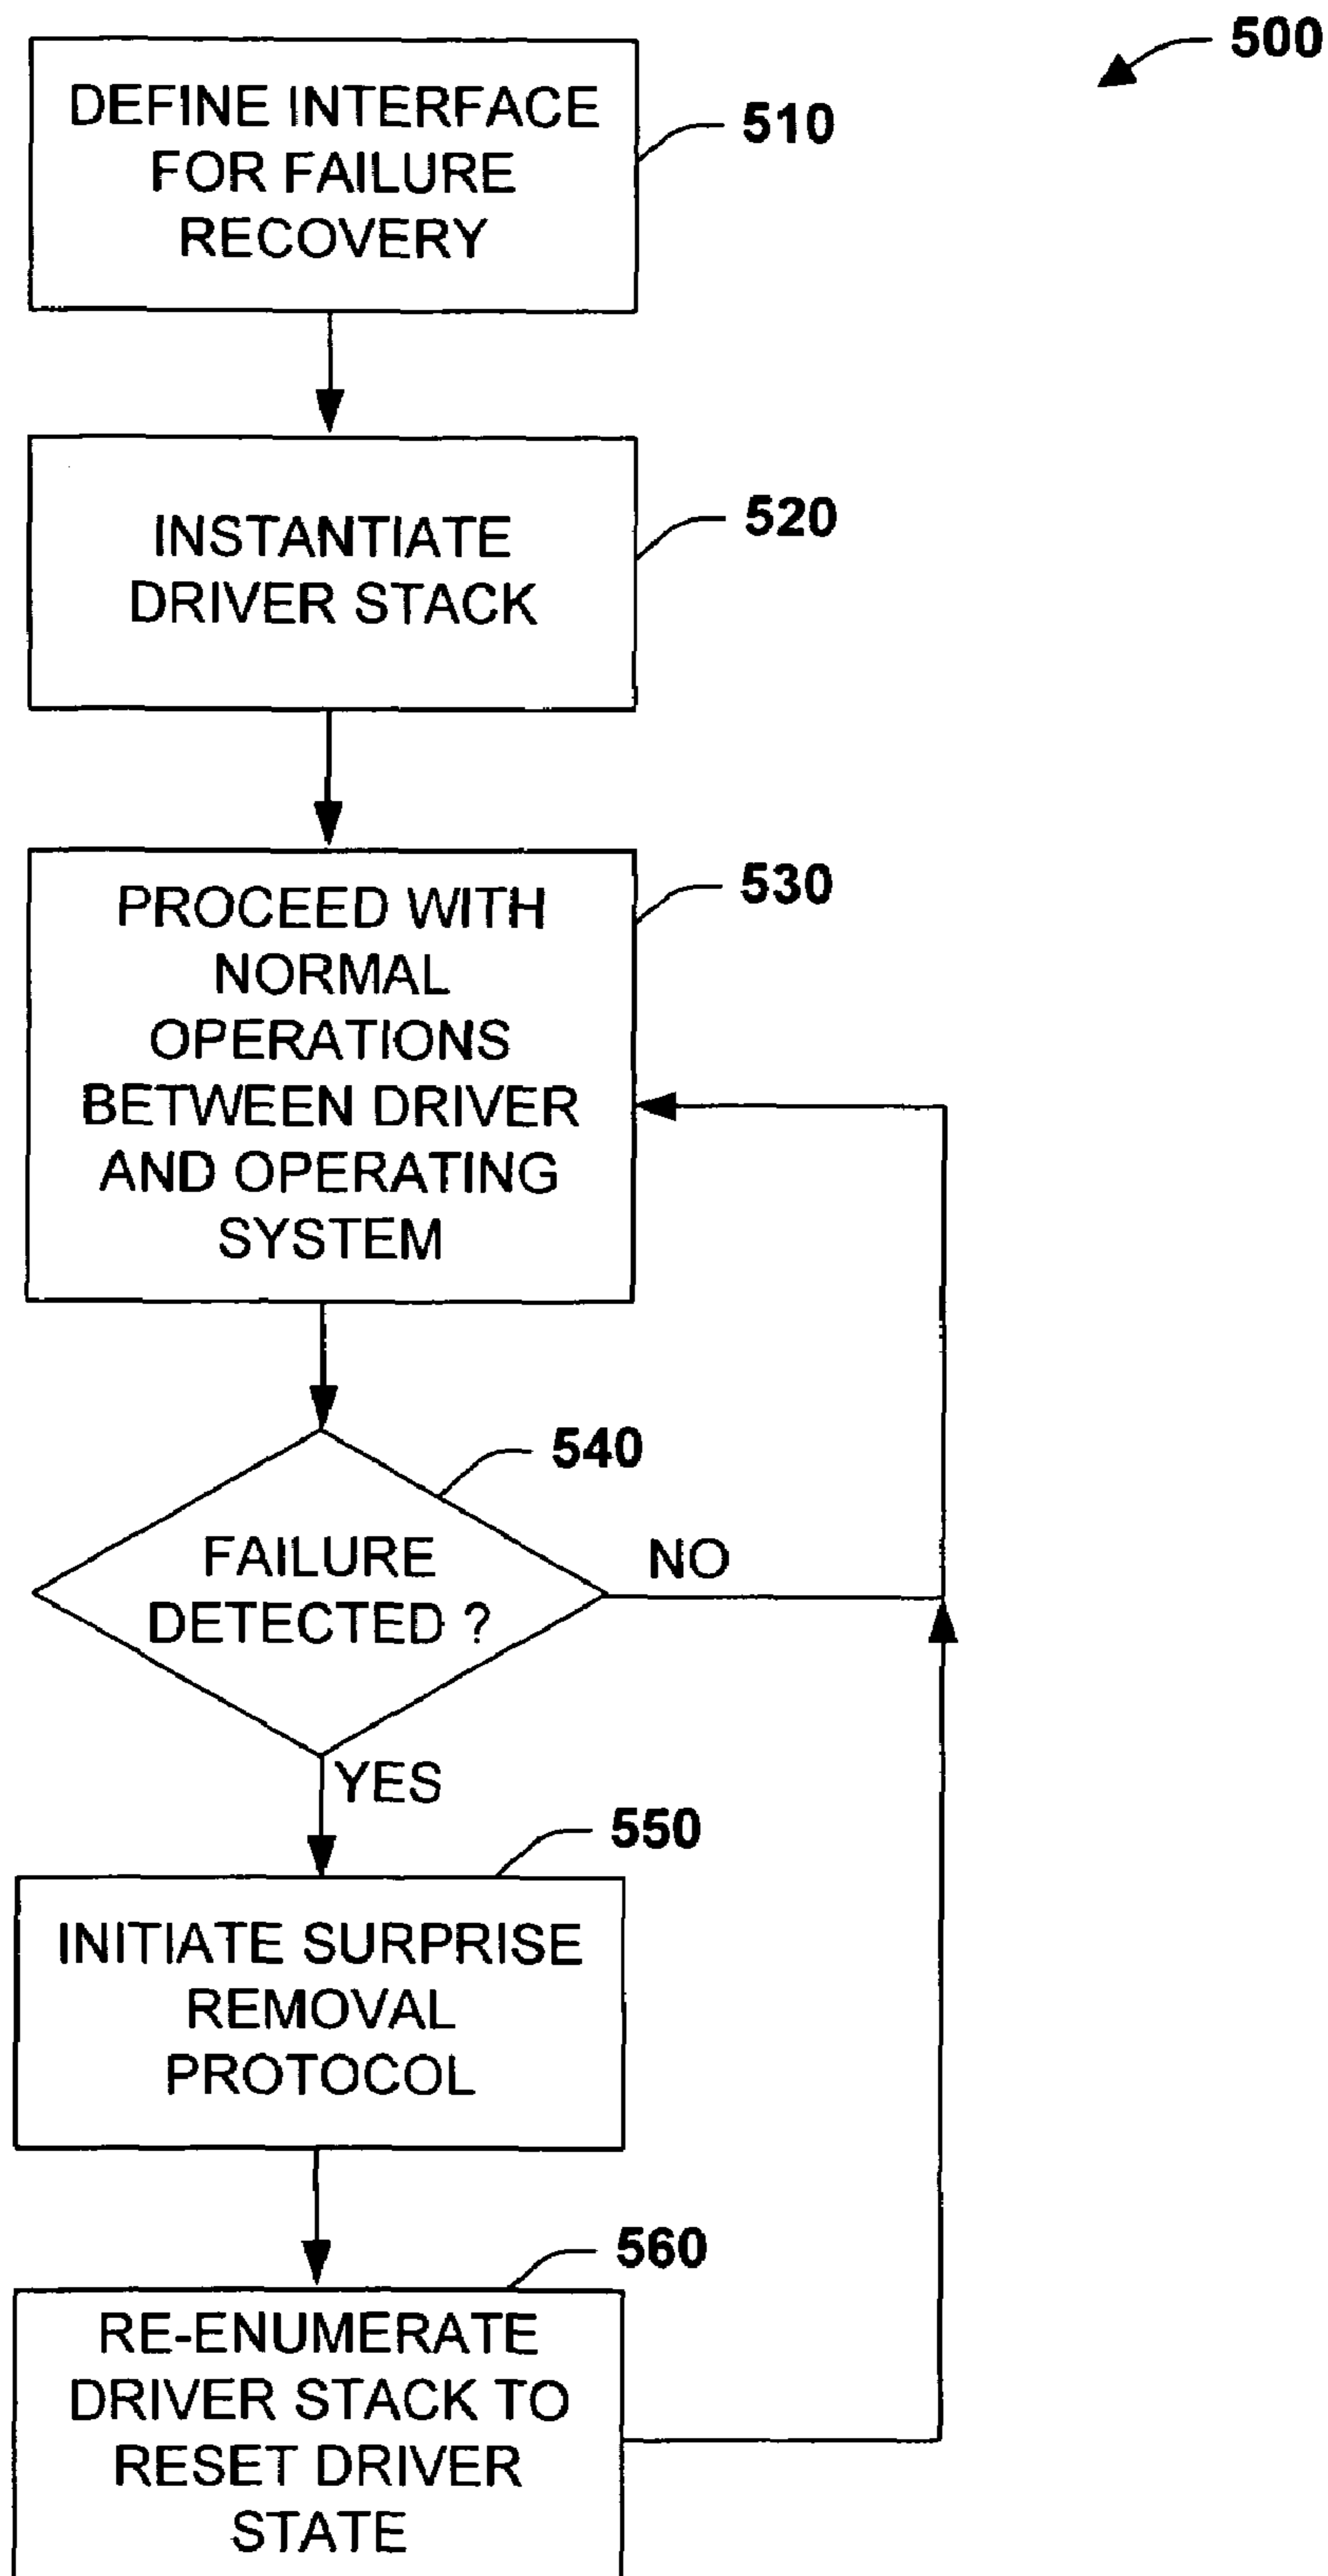 500
DEFINE INTERFACE
FOR FAILURE
RECOVERY
510
INSTANTIATE
DRIVER STACK
520
PROCEED WITH
NORMAL
OPERATIONS
BETWEEN DRIVER
AND OPERATING
SYSTEM
530
540
FAILURE
DETECTED ?
NO
YES
550
INITIATE SURPRISE
REMOVAL
PROTOCOL
560
RE-ENUMERATE
DRIVER STACK TO
RESET DRIVER
STATE